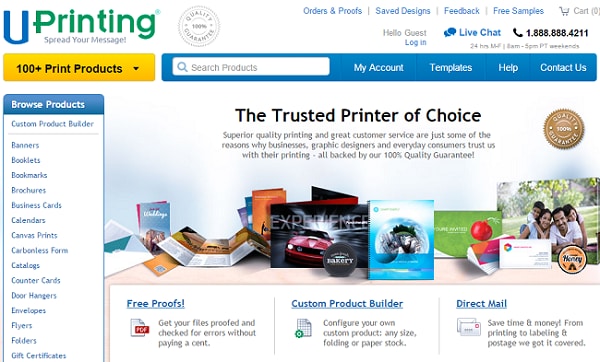 Orders & Proofs | Saved Designs | Feedback | Free Samples Cart (0)
UPrinting®
Spread Your Message!
QUALITY
100%
GUARANTEE
Hello Guest
Log in
Live Chat 1.888.888.4211
24 hrs M-F | 8am - 5pm PT weekends
100+ Print Products
Search Products
My Account
Templates
Help
Contact Us
Browse Products
Custom Product Builder
Banners
Booklets
Bookmarks
Brochures
Business Cards
Calendars
Canvas Prints
Carbonless Form
Catalogs
Counter Cards
Door Hangers
Envelopes
Flyers
Folders
Gift Certificates
The Trusted Printer of Choice
Superior quality printing and great customer service are just some of the
reasons why businesses, graphic designers and everyday consumers trust us
with their printing - all backed by our 100% Quality Guarantee!
QUALITY
100%
GUARANTEE
Weddings
EXPERIENCE
BAKERY
YOU'RE INVITED
Honey
Free Proofs!
Get your files proofed and
checked for errors without
paying a cent.
PDF
Custom Product Builder
Configure your own
custom product: any size,
folding or paper stock.
Direct Mail
Save time & money! From
printing to labeling &
postage we got it covered.